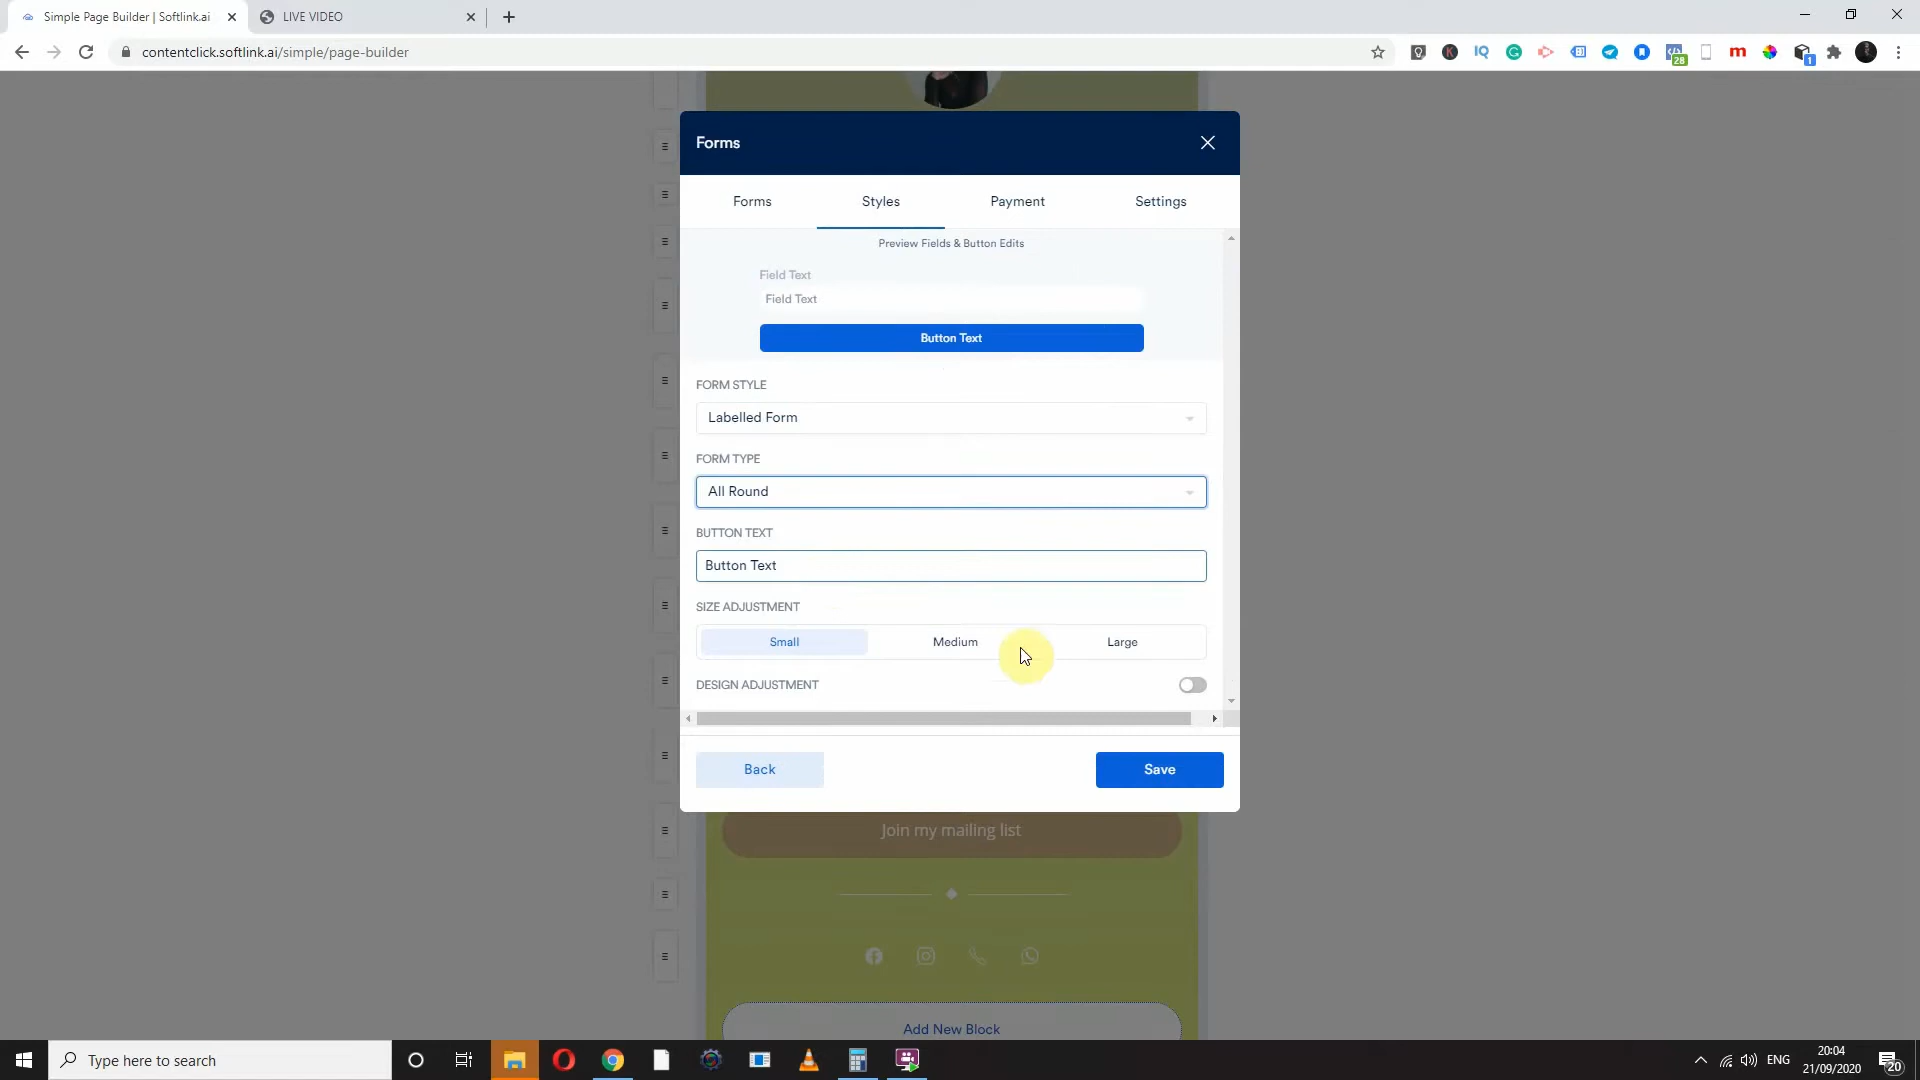 Simple Page Builder | Softlink.ai
LIVE VIDEO
contentclick.softlink.ai/simple/page-builder
28
1
Forms
Forms
Styles
Payment
Settings
Preview Fields & Button Edits
Field Text
Field Text
Button Text
FORM STYLE
Labelled Form
FORM TYPE
All Round
BUTTON TEXT
Button Text
SIZE ADJUSTMENT
Small
Medium
Large
DESIGN ADJUSTMENT
Back
Save
Join my mailing list
Add New Block
Type here to search
ENG
20:04
21/09/2020
20